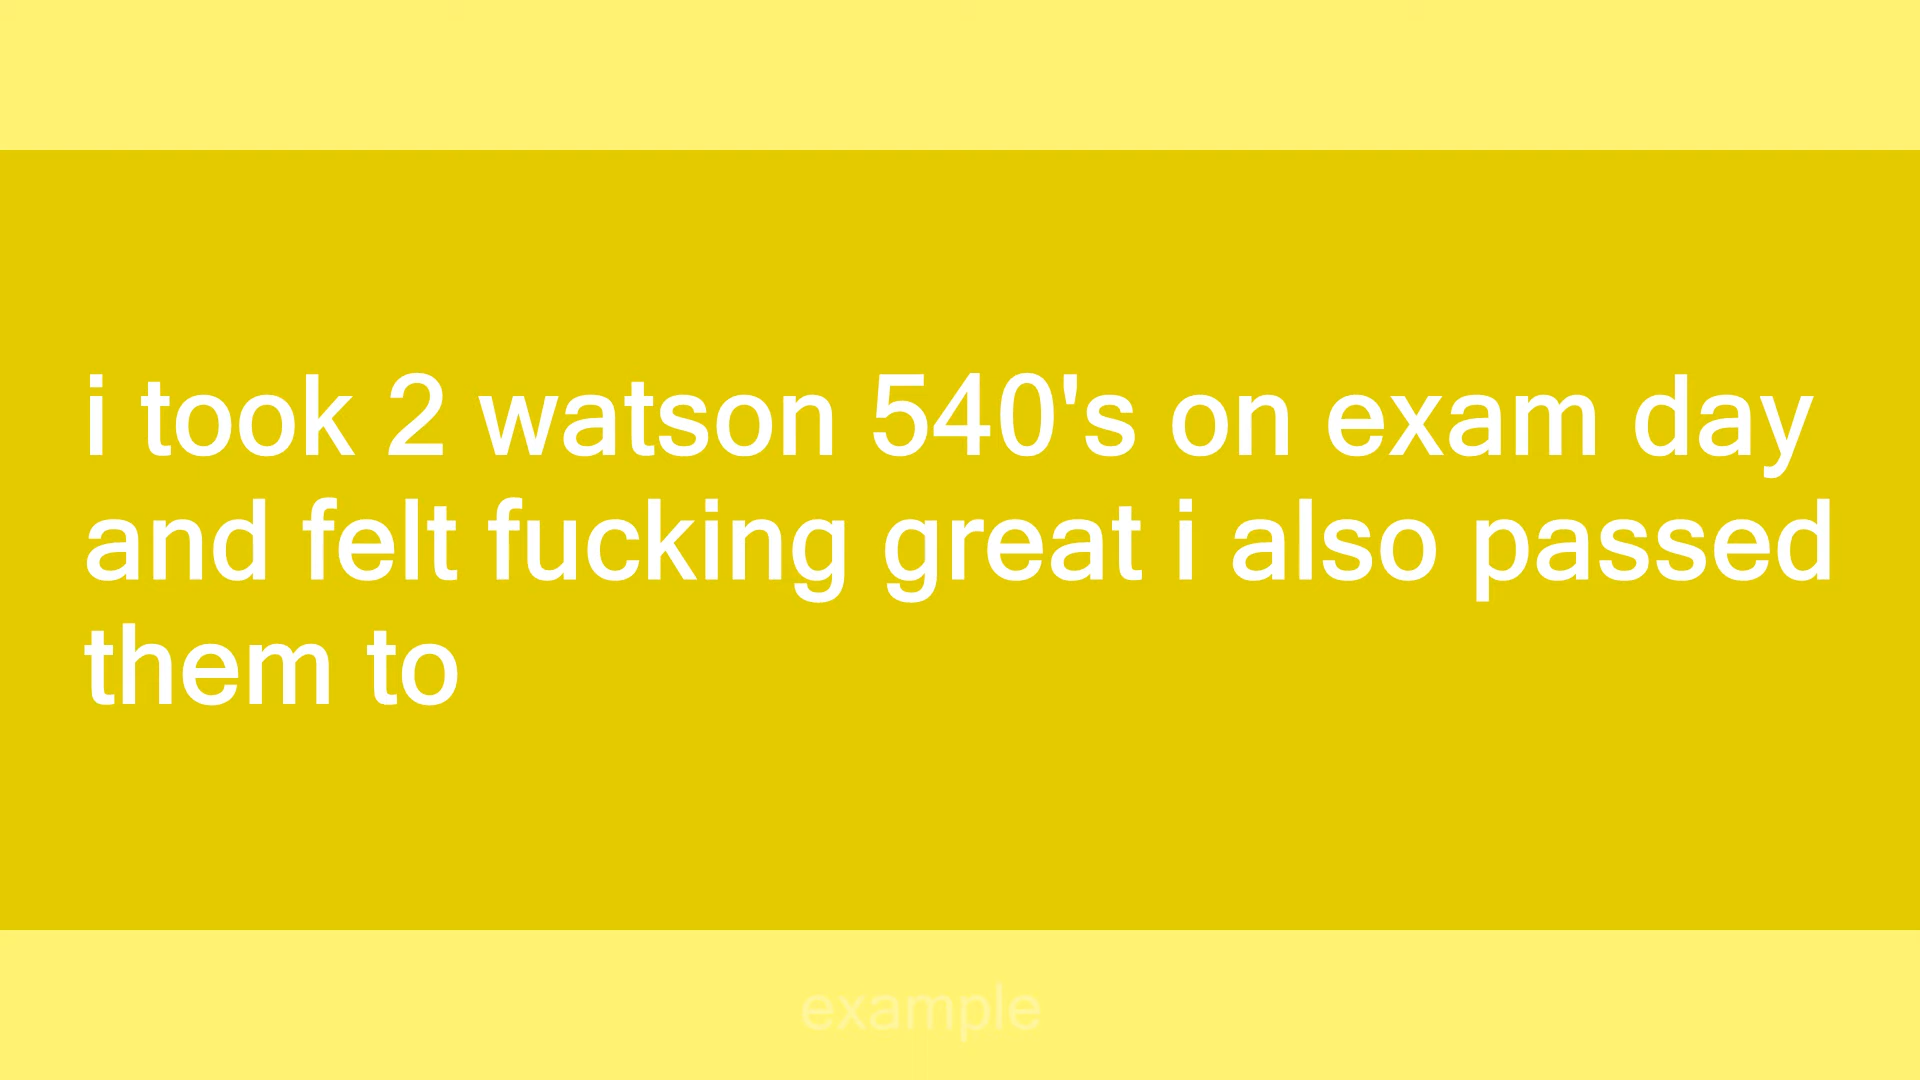 i took 2 watson 540's on exam day
and felt fucking great i also passed
them to
example